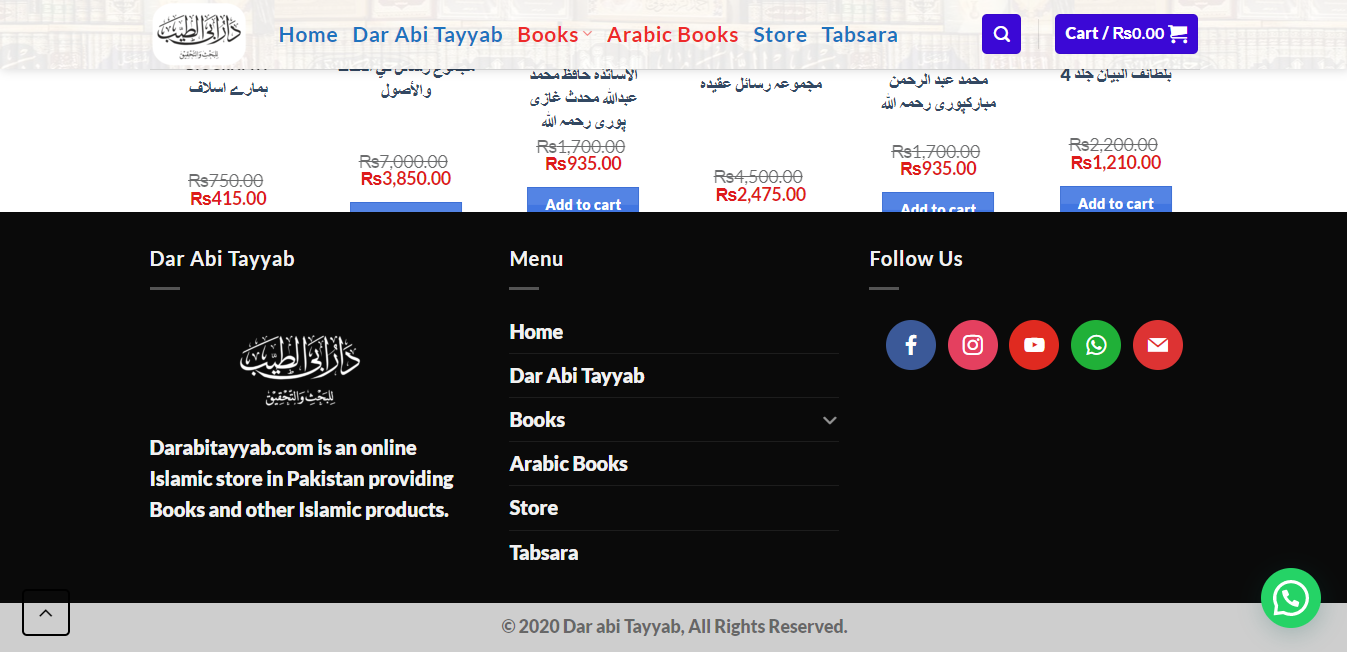 دار أبي الطيب
للبحث والتحقيق
Home Dar Abi Tayyab Books Arabic Books Store Tabsara
Cart / ₨0.00
ہمارے اسلاف
₨750.00
₨415.00
والأصول
₨7,000.00
₨3,850.00
الاساتذہ حافظ محمد
عبداللہ محدث غازی
پوری رحمہ اللہ
₨1,700.00
₨935.00
Add to cart
مجموعہ رسائل عقیدہ
₨4,500.00
₨2,475.00
محمد عبد الرحمن
مبارکپوری رحمہ اللہ
₨1,700.00
₨935.00
Add to cart
بلطائف البیان جلد 4
₨2,200.00
₨1,210.00
Add to cart
Dar Abi Tayyab
دَارُ أَبِي الطَّيِّبِ
لِلْبَحْثِ وَالتَّحْقِيْقِ
Darabitayyab.com is an online
Islamic store in Pakistan providing
Books and other Islamic products.
Menu
Home
Dar Abi Tayyab
Books
Arabic Books
Store
Tabsara
Follow Us
© 2020 Dar abi Tayyab, All Rights Reserved.